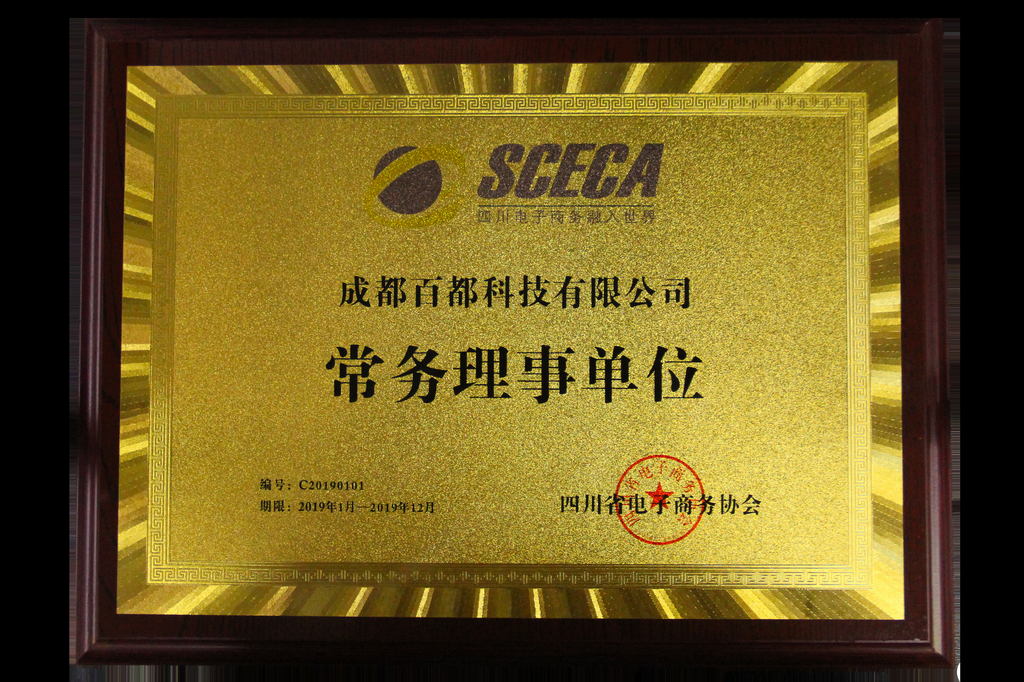 SCECA
四川电子商务融入世界
成都百都科技有限公司
常务理事单位
编号：C20190101
期限：2019年1月—2019年12月
四川省电子商务协会